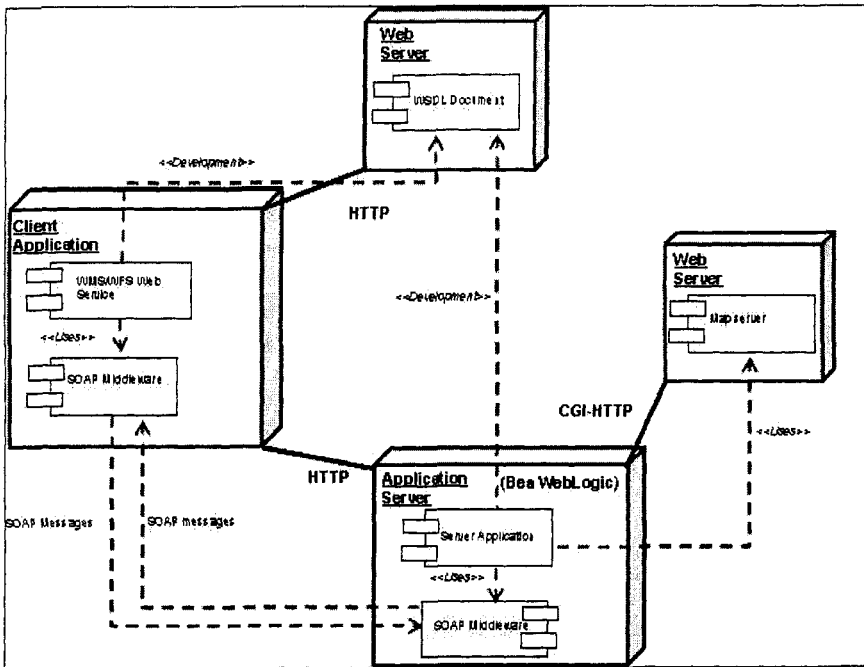 Web
Server
WSDL Document
<<Development>>
HTTP
Client
Application
WMS/WFS Web
Service
<<Uses>>
SOAP Middleware
<<Development>>
Web
Server
Mapserver
CGI-HTTP
<<Uses>>
HTTP
Application
Server
(Bea WebLogic)
SOAP Messages
SOAP messages
Server Application
<<Uses>>
SOAP Middleware